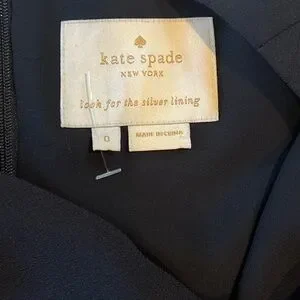 kate spade
NEW YORK
look for the silver lining
0
MADE IN CHINA